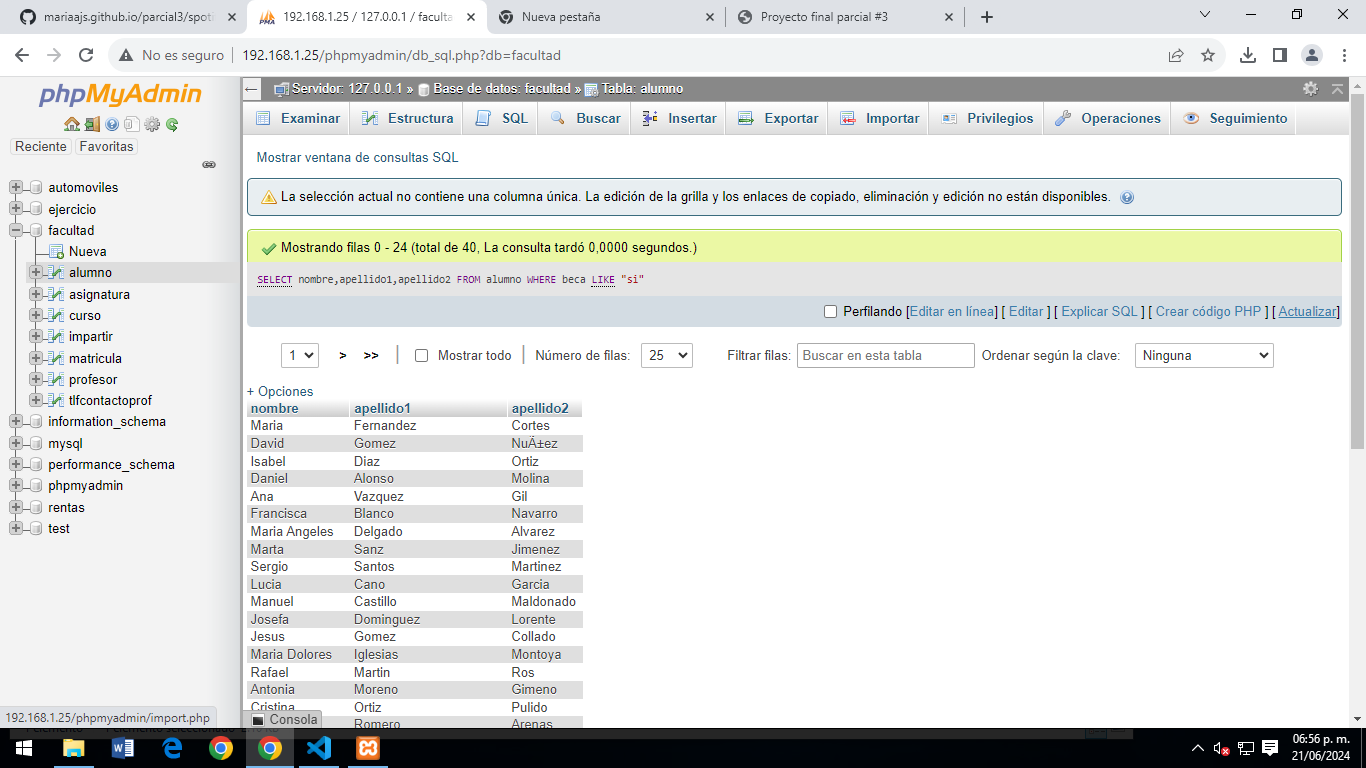 mariaajs.github.io/parcial3/spoti
192.168.1.25 / 127.0.0.1 / faculta
Nueva pestaña
Proyecto final parcial #3
No es seguro
192.168.1.25/phpmyadmin/db_sql.php?db=facultad
phpMyAdmin
Servidor: 127.0.0.1 » Base de datos: facultad » Tabla: alumno
Examinar Estructura SQL Buscar Insertar Exportar Importar Privilegios Operaciones Seguimiento
Reciente Favoritas
automoviles
ejercicio
facultad
Nueva
alumno
asignatura
curso
impartir
matricula
profesor
tlfcontactoprof
information_schema
mysql
performance_schema
phpmyadmin
rentas
test
Mostrar ventana de consultas SQL
La selección actual no contiene una columna única. La edición de la grilla y los enlaces de copiado, eliminación y edición no están disponibles.
Mostrando filas 0 - 24 (total de 40, La consulta tardó 0,0000 segundos.)
SELECT nombre,apellido1,apellido2 FROM alumno WHERE beca LIKE "si"
Perfilando [Editar en línea] [ Editar ] [ Explicar SQL ] [ Crear código PHP ] [ Actualizar]
1 > >> Mostrar todo Número de filas: 25 Filtrar filas: Buscar en esta tabla Ordenar según la clave: Ninguna
+ Opciones
nombre apellido1 apellido2
Maria Fernandez Cortes
David Gomez NuÄ±ez
Isabel Diaz Ortiz
Daniel Alonso Molina
Ana Vazquez Gil
Francisca Blanco Navarro
Maria Angeles Delgado Alvarez
Marta Sanz Jimenez
Sergio Santos Martinez
Lucia Cano Garcia
Manuel Castillo Maldonado
Josefa Dominguez Lorente
Jesus Gomez Collado
Maria Dolores Iglesias Montoya
Rafael Martin Ros
Antonia Moreno Gimeno
Cristina Ortiz Pulido
Romero Arenas
Consola
192.168.1.25/phpmyadmin/import.php
06:56 p. m.
21/06/2024